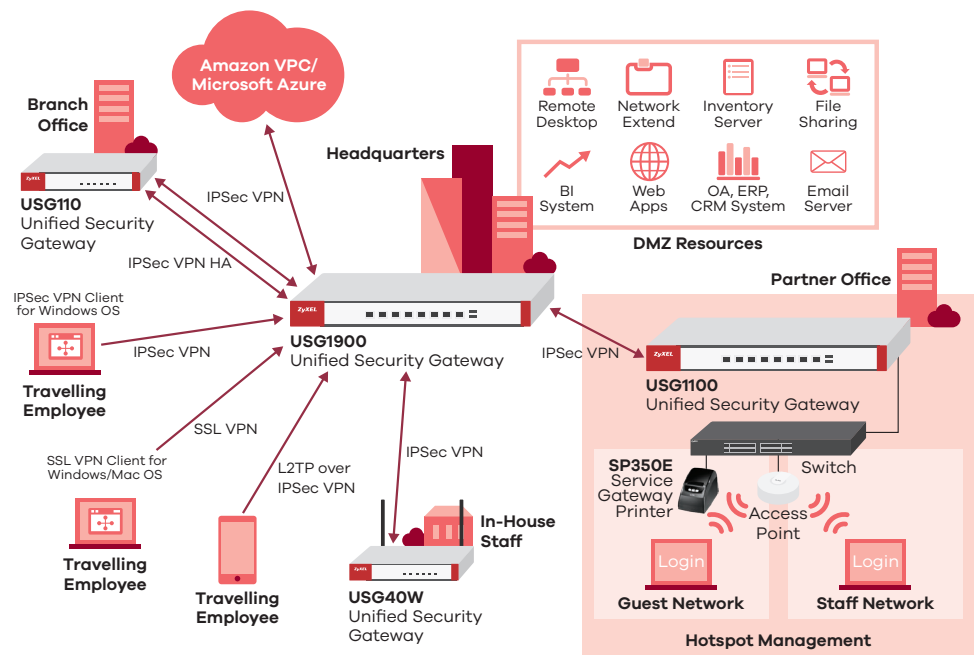 Amazon VPC/
Microsoft Azure
Branch
Office
ZyXEL
USG110
Unified Security
Gateway
IPSec VPN
IPSec VPN HA
Headquarters
Remote
Desktop
Network
Extend
Inventory
Server
File
Sharing
BI
System
Web
Apps
OA, ERP,
CRM System
Email
Server
DMZ Resources
ZyXEL
USG1900
Unified Security Gateway
IPSec VPN Client
for Windows OS
IPSec VPN
Travelling
Employee
SSL VPN
SSL VPN Client for
Windows/Mac OS
Travelling
Employee
L2TP over
IPSec VPN
Travelling
Employee
IPSec VPN
In-House
Staff
USG40W
Unified Security
Gateway
IPSec VPN
Partner Office
ZyXEL
USG1100
Unified Security Gateway
Switch
SP350E
Service
Gateway
Printer
Access
Point
Login
Guest Network
Login
Staff Network
Hotspot Management